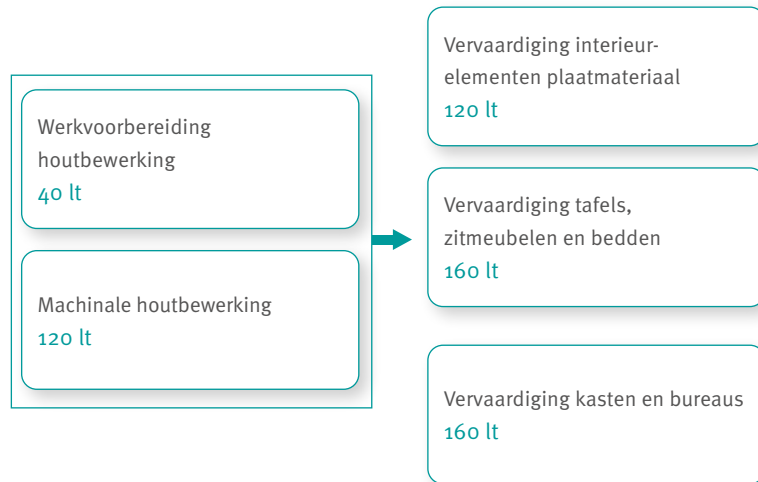 Werkvoorbereiding
houtbewerking
40 lt
Machinale houtbewerking
120 lt
Vervaardiging interieur-
elementen plaatmateriaal
120 lt
Vervaardiging tafels,
zitmeubelen en bedden
160 lt
Vervaardiging kasten en bureaus
160 lt